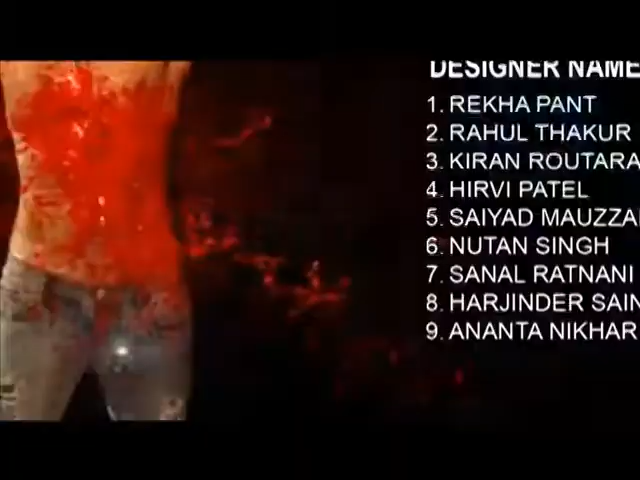 DESIGNER NAME
1. REKHA PANT
2. RAHUL THAKUR
3. KIRAN ROUTARA
4. HIRVI PATEL
5. SAIYAD MAUZZA
6. NUTAN SINGH
7. SANAL RATNANI
8. HARJINDER SAIN
9. ANANTA NIKHAR